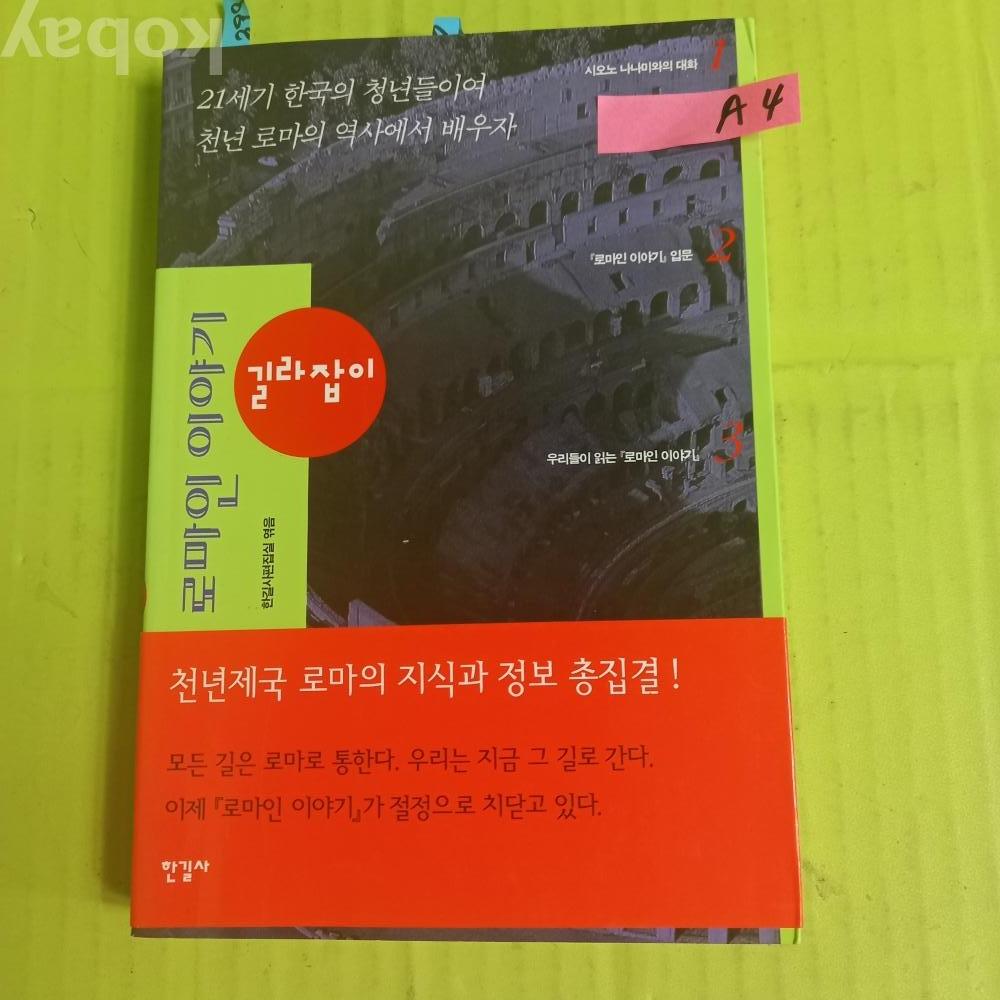 kobay
299
21세기 한국의 청년들이여
천년 로마의 역사에서 배우자
시오노 나나미와의 대화 1
A 4
『로마인 이야기』 입문 2
우리들이 읽는 『로마인 이야기』 3
로마인 이야기
길라잡이
한길사편집실 엮음
천년제국 로마의 지식과 정보 총집결!
모든 길은 로마로 통한다. 우리는 지금 그 길로 간다.
이제 『로마인 이야기』가 절정으로 치닫고 있다.
한길사